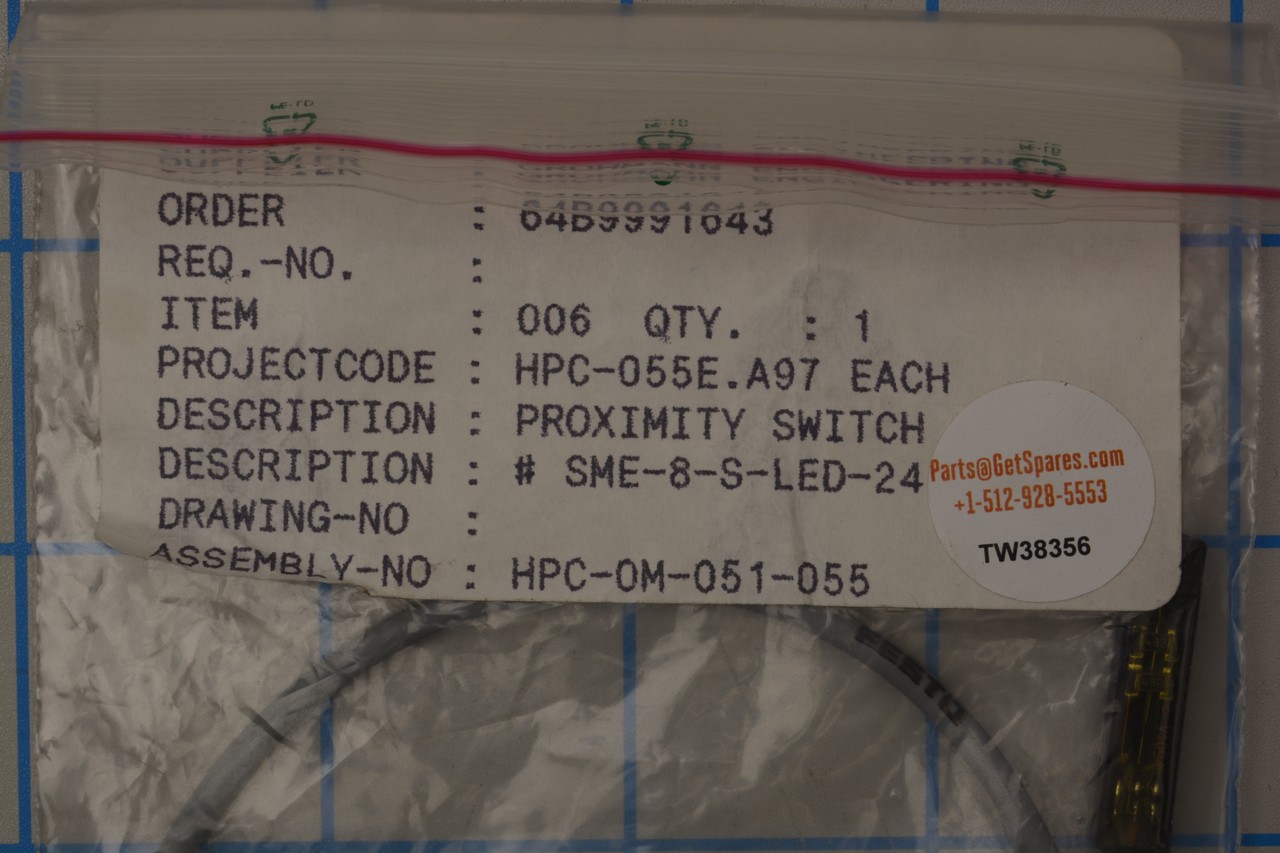 ORDER : 64B9991643
REQ.-NO. :
ITEM : 006 QTY. : 1
PROJECTCODE : HPC-055E.A97 EACH
DESCRIPTION : PROXIMITY SWITCH
DESCRIPTION : # SME-8-S-LED-24
DRAWING-NO :
ASSEMBLY-NO : HPC-OM-051-055
Parts@GetSpares.com
+1-512-928-5553
TW38356
FESTO